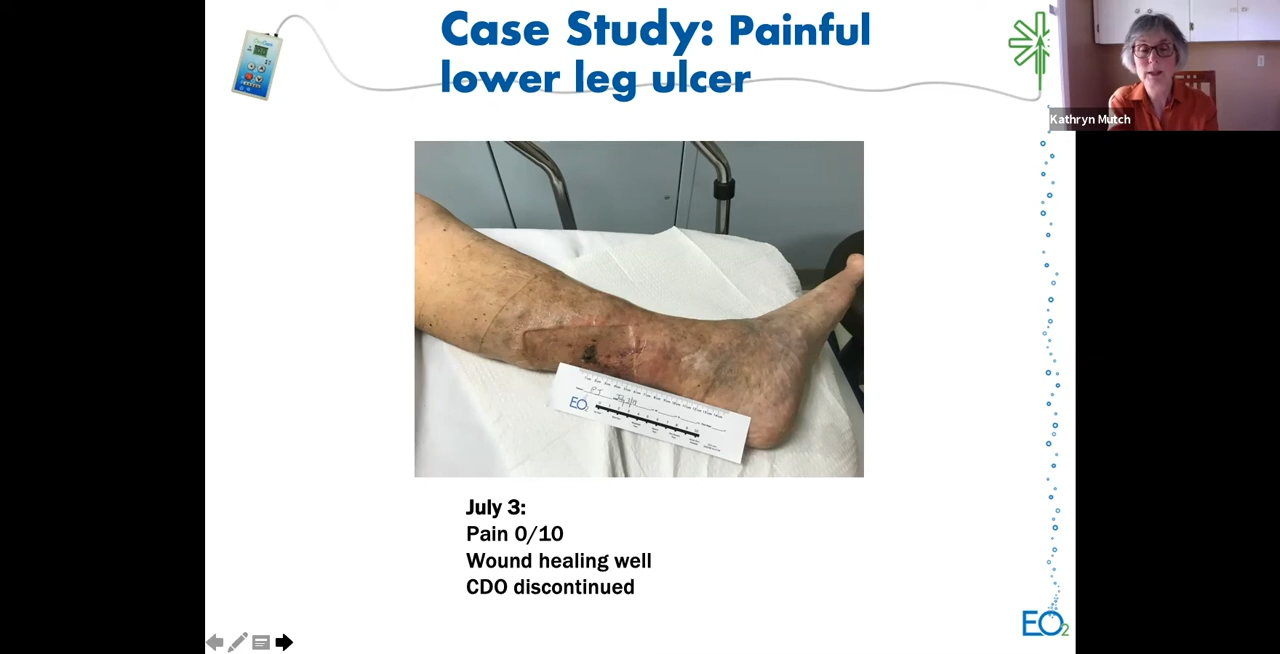 Case Study: Painful
lower leg ulcer
Kathryn Mutch
EO2
July 3:
Pain 0/10
Wound healing well
CDO discontinued
EO2